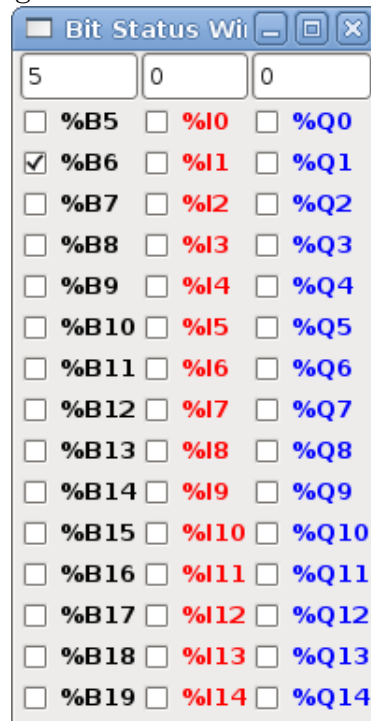 Bit Status Wi
5 0 0
%B5 %I0 %Q0
%B6 %I1 %Q1
%B7 %I2 %Q2
%B8 %I3 %Q3
%B9 %I4 %Q4
%B10 %I5 %Q5
%B11 %I6 %Q6
%B12 %I7 %Q7
%B13 %I8 %Q8
%B14 %I9 %Q9
%B15 %I10 %Q10
%B16 %I11 %Q11
%B17 %I12 %Q12
%B18 %I13 %Q13
%B19 %I14 %Q14